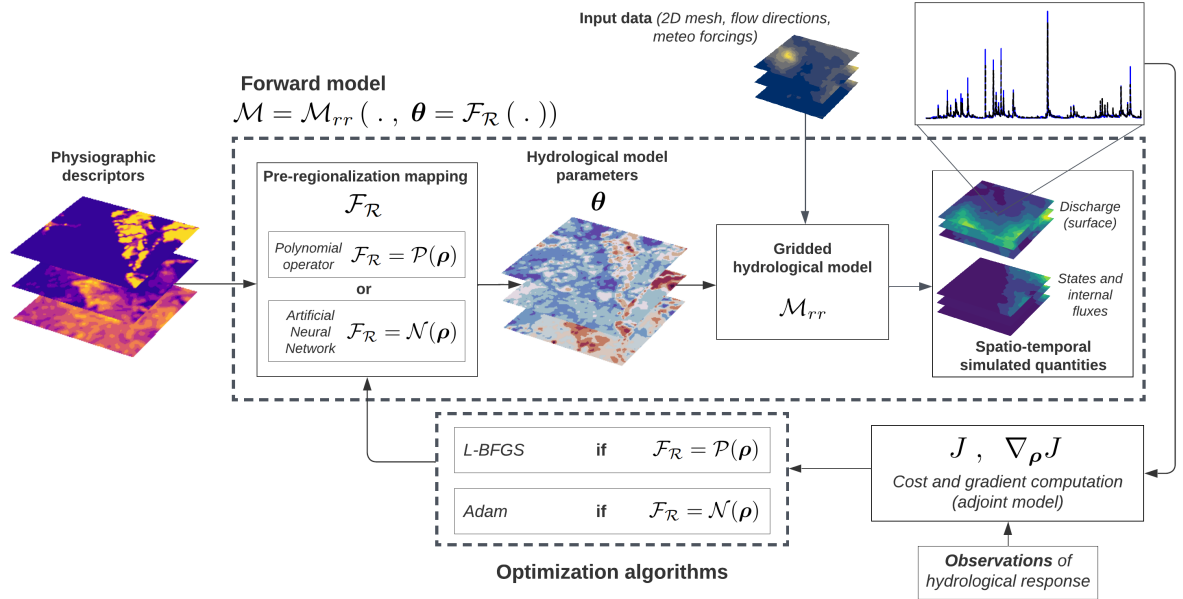 Input data (2D mesh, flow directions,
meteo forcings)
Forward model
ℳ = ℳ_rr ( . , θ = ℱ_ℛ ( . ))
Physiographic
descriptors
Pre-regionalization mapping
ℱ_ℛ
Polynomial
operator
ℱ_ℛ = 𝒫(ρ)
or
Artificial
Neural
Network
ℱ_ℛ = 𝒩(ρ)
Hydrological model
parameters
θ
Gridded
hydrological model
ℳ_rr
Discharge
(surface)
States and
internal
fluxes
Spatio-temporal
simulated quantities
L-BFGS if ℱ_ℛ = 𝒫(ρ)
Adam if ℱ_ℛ = 𝒩(ρ)
Optimization algorithms
J , ∇_ρ J
Cost and gradient computation
(adjoint model)
Observations of
hydrological response